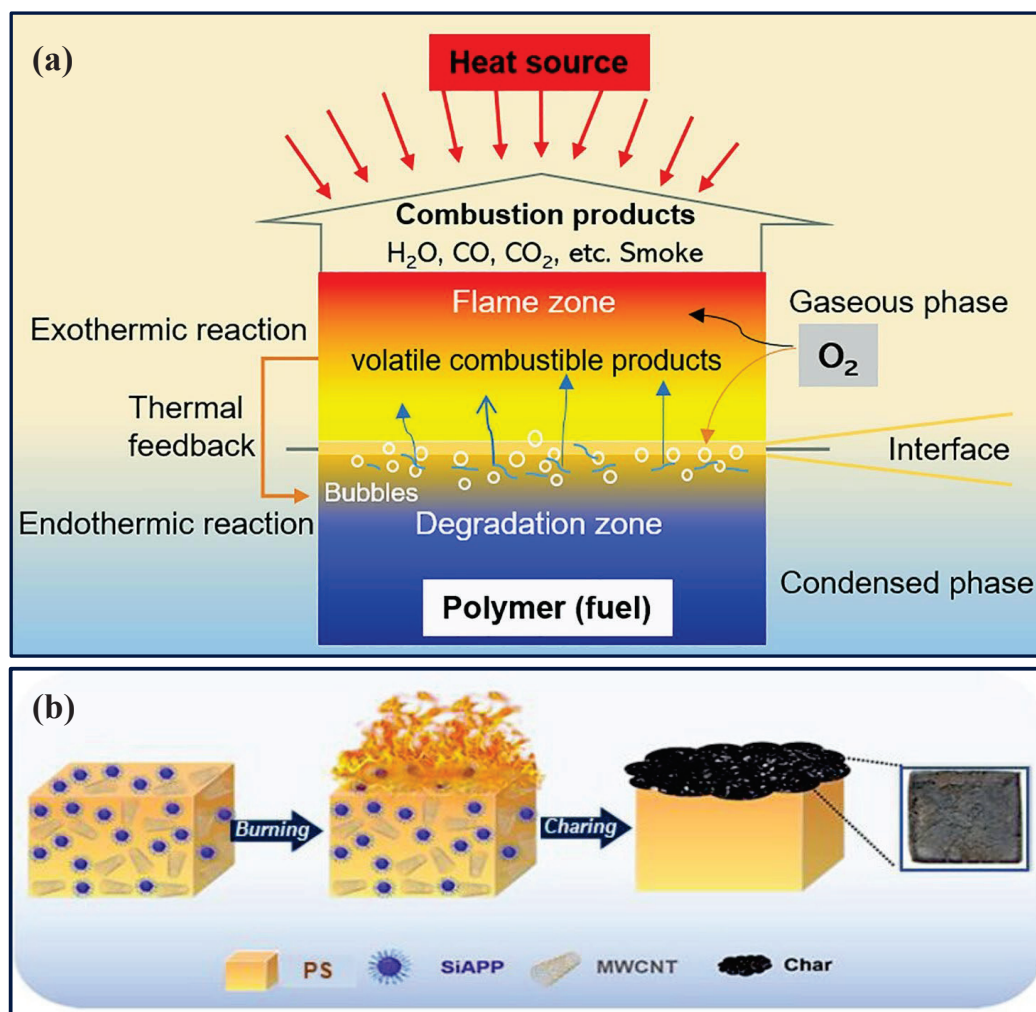 (a)
Heat source
Combustion products
H₂O, CO, CO₂, etc. Smoke
Flame zone
Gaseous phase
Exothermic reaction
O₂
volatile combustible products
Thermal
feedback
Interface
Bubbles
Endothermic reaction
Degradation zone
Condensed phase
Polymer (fuel)
(b)
Burning
Charing
PS
SiAPP
MWCNT
Char